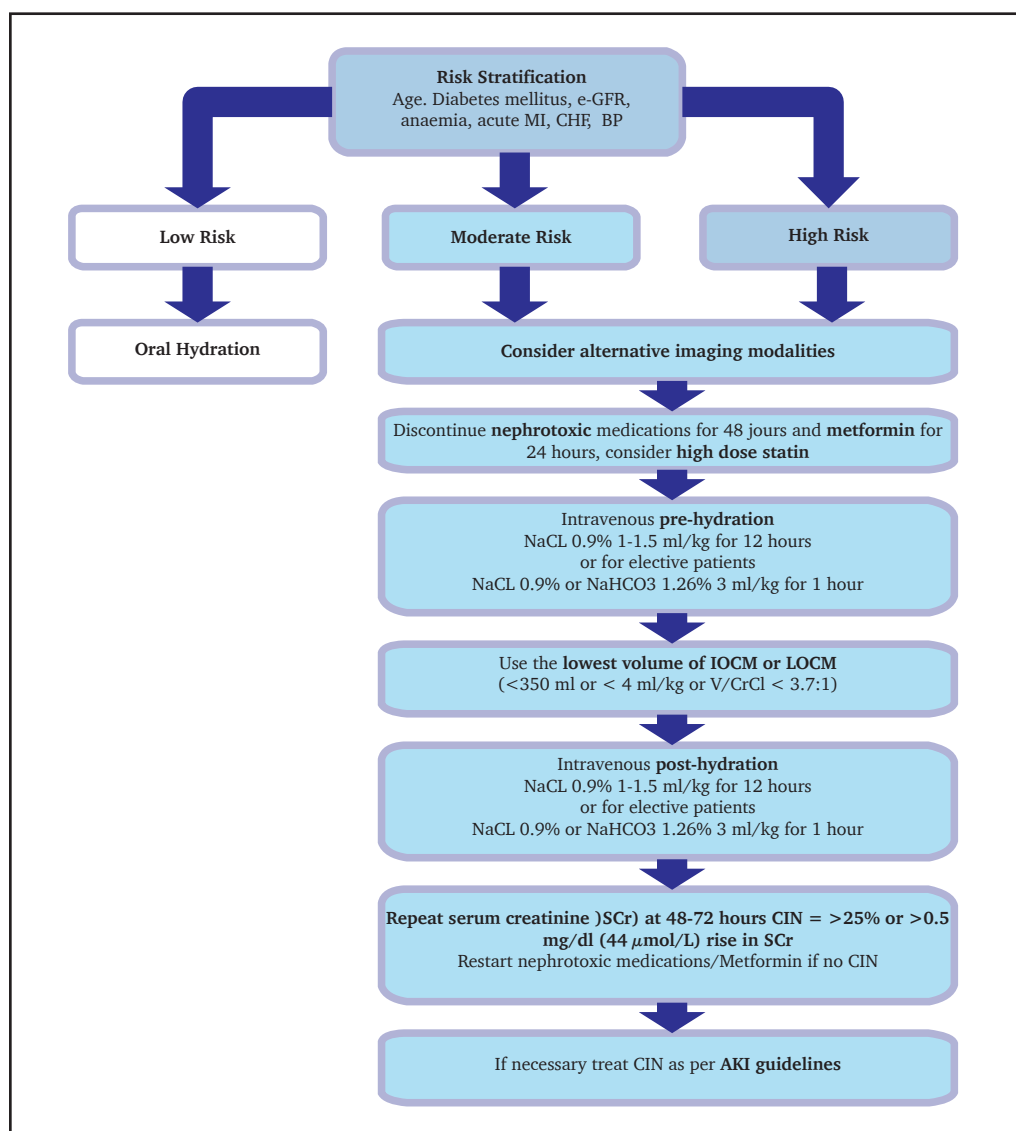 Risk Stratification
Age. Diabetes mellitus, e-GFR,
anaemia, acute MI, CHF, BP
Low Risk
Moderate Risk
High Risk
Oral Hydration
Consider alternative imaging modalities
Discontinue nephrotoxic medications for 48 jours and metformin for
24 hours, consider high dose statin
Intravenous pre-hydration
NaCL 0.9% 1-1.5 ml/kg for 12 hours
or for elective patients
NaCL 0.9% or NaHCO3 1.26% 3 ml/kg for 1 hour
Use the lowest volume of IOCM or LOCM
(<350 ml or < 4 ml/kg or V/CrCl < 3.7:1)
Intravenous post-hydration
NaCL 0.9% 1-1.5 ml/kg for 12 hours
or for elective patients
NaCL 0.9% or NaHCO3 1.26% 3 ml/kg for 1 hour
Repeat serum creatinine )SCr) at 48-72 hours CIN = >25% or >0.5
mg/dl (44 μmol/L) rise in SCr
Restart nephrotoxic medications/Metformin if no CIN
If necessary treat CIN as per AKI guidelines